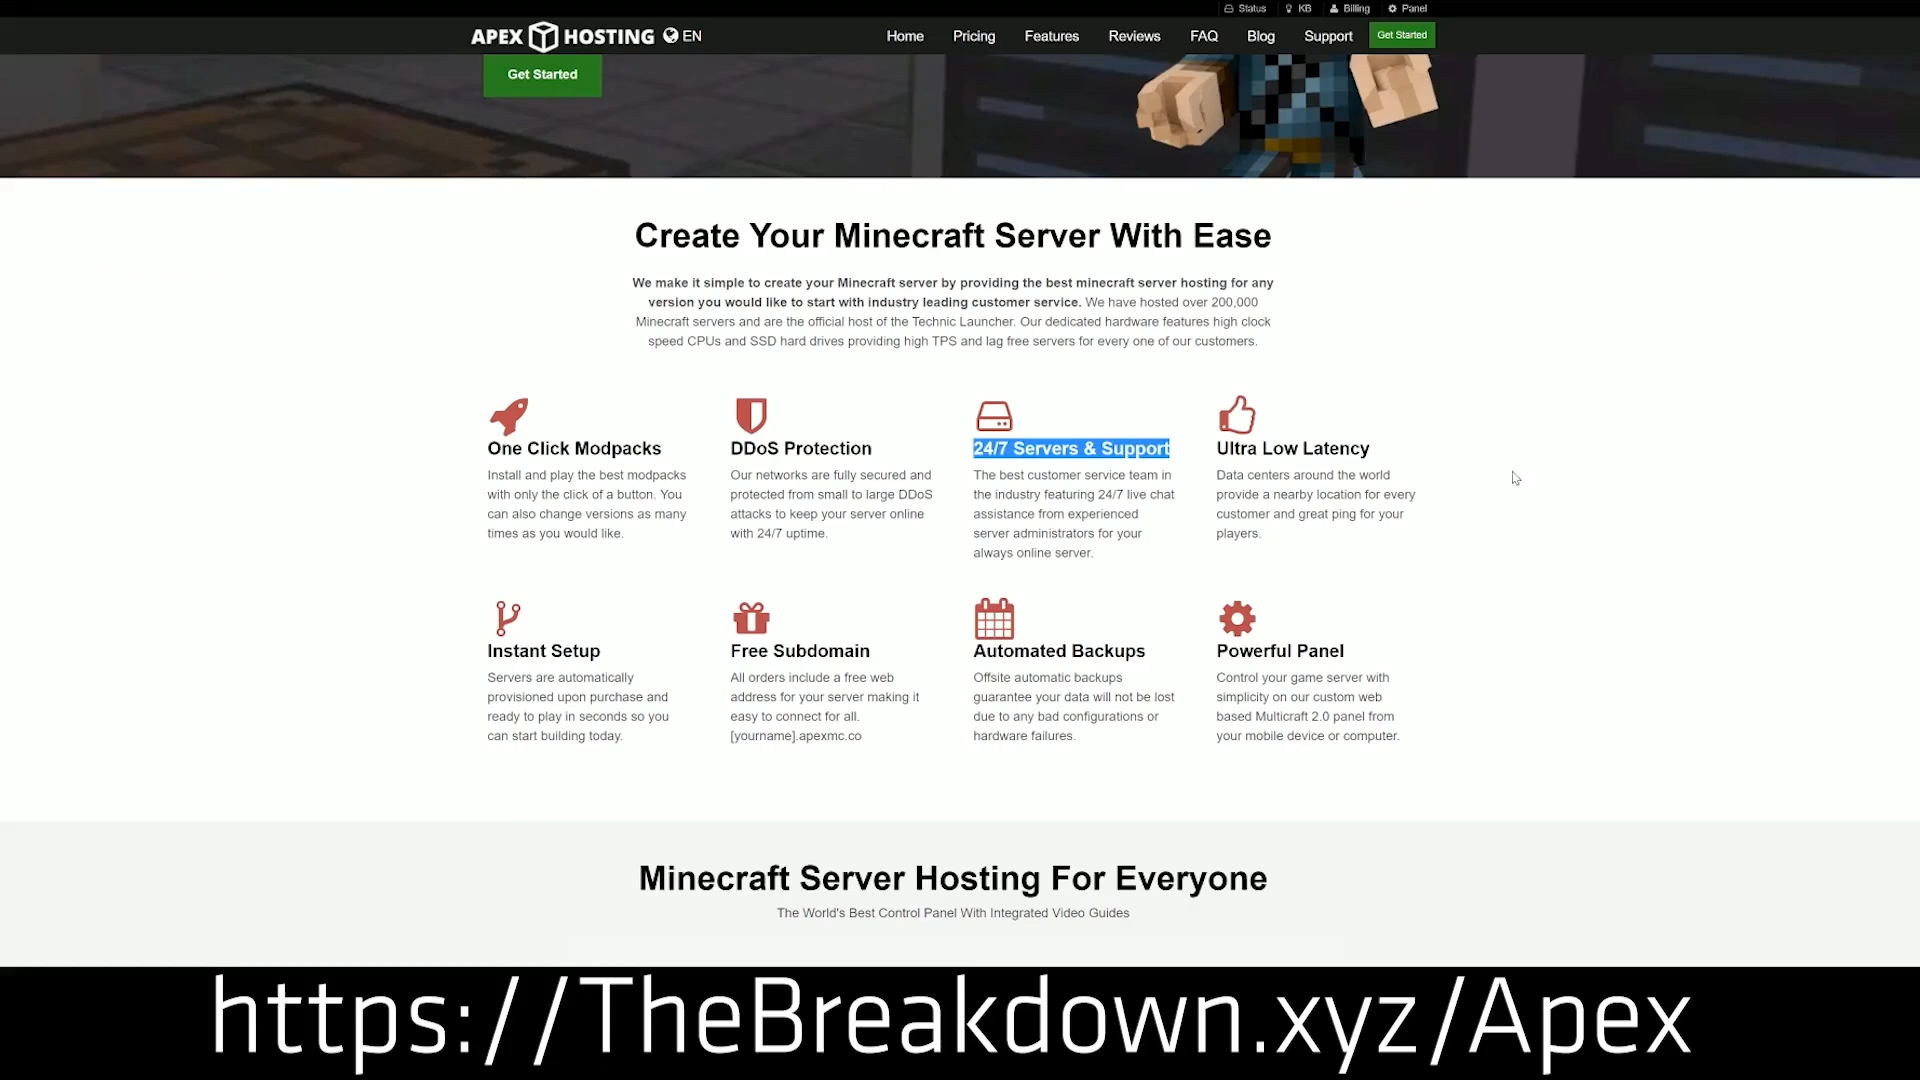 Status KB Billing Panel
APEX HOSTING EN Home Pricing Features Reviews FAQ Blog Support Get Started
Get Started
Create Your Minecraft Server With Ease
We make it simple to create your Minecraft server by providing the best minecraft server hosting for any
version you would like to start with industry leading customer service. We have hosted over 200,000
Minecraft servers and are the official host of the Technic Launcher. Our dedicated hardware features high clock
speed CPUs and SSD hard drives providing high TPS and lag free servers for every one of our customers.
One Click Modpacks
Install and play the best modpacks
with only the click of a button. You
can also change versions as many
times as you would like.
DDoS Protection
Our networks are fully secured and
protected from small to large DDoS
attacks to keep your server online
with 24/7 uptime.
24/7 Servers & Support
The best customer service team in
the industry featuring 24/7 live chat
assistance from experienced
server administrators for your
always online server.
Ultra Low Latency
Data centers around the world
provide a nearby location for every
customer and great ping for your
players.
Instant Setup
Servers are automatically
provisioned upon purchase and
ready to play in seconds so you
can start building today.
Free Subdomain
All orders include a free web
address for your server making it
easy to connect for all.
[yourname].apexmc.co
Automated Backups
Offsite automatic backups
guarantee your data will not be lost
due to any bad configurations or
hardware failures.
Powerful Panel
Control your game server with
simplicity on our custom web
based Multicraft 2.0 panel from
your mobile device or computer.
Minecraft Server Hosting For Everyone
The World's Best Control Panel With Integrated Video Guides
https://TheBreakdown.xyz/Apex